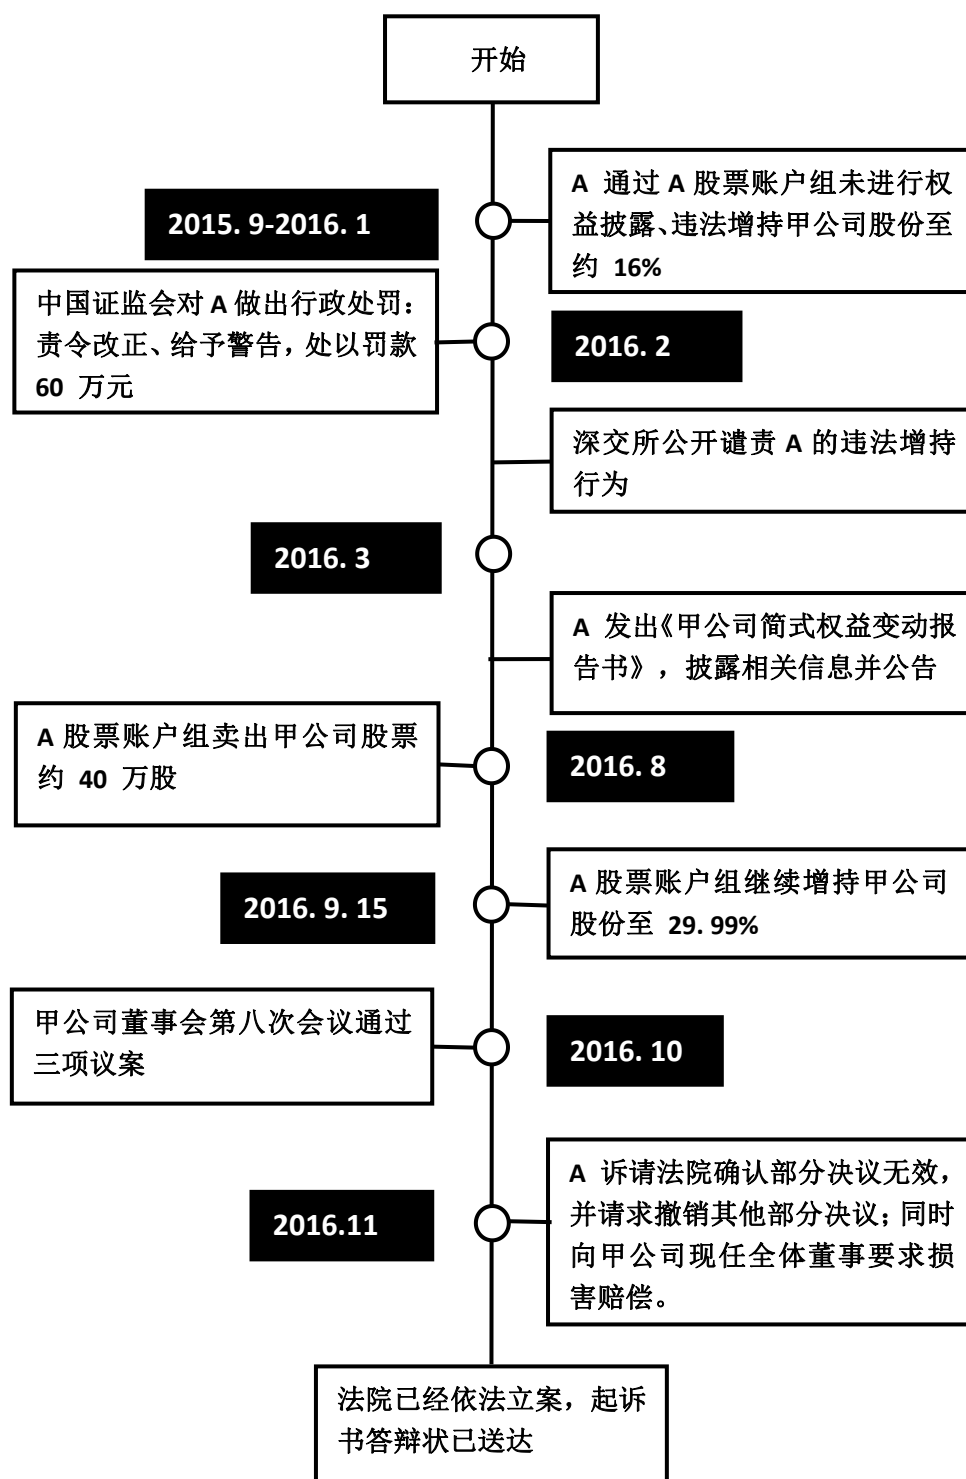 开始
2015. 9-2016. 1
A 通过 A 股票账户组未进行权
益披露、违法增持甲公司股份至
约 16%
中国证监会对 A 做出行政处罚：
责令改正、给予警告，处以罚款
60 万元
2016. 2
深交所公开谴责 A 的违法增持
行为
2016. 3
A 发出《甲公司简式权益变动报
告书》，披露相关信息并公告
A 股票账户组卖出甲公司股票
约 40 万股
2016. 8
2016. 9. 15
A 股票账户组继续增持甲公司
股份至 29. 99%
甲公司董事会第八次会议通过
三项议案
2016. 10
2016.11
A 诉请法院确认部分决议无效，
并请求撤销其他部分决议；同时
向甲公司现任全体董事要求损
害赔偿。
法院已经依法立案，起诉
书答辩状已送达